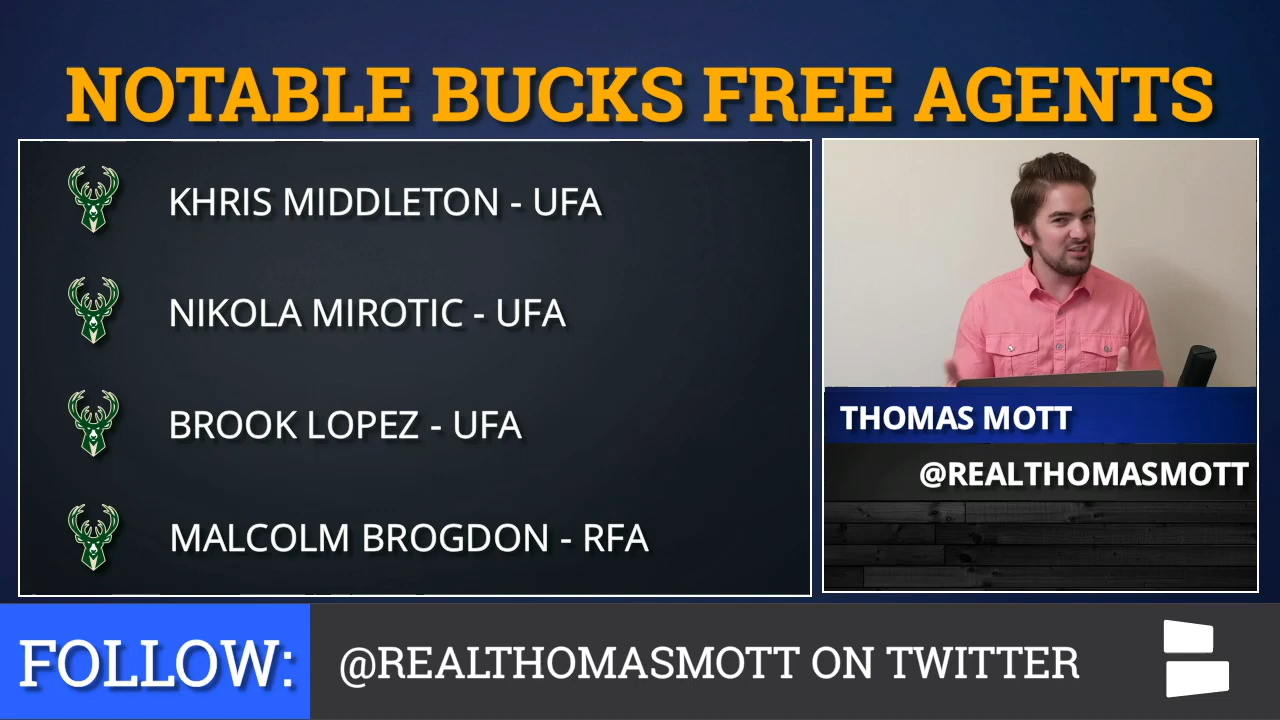 NOTABLE BUCKS FREE AGENTS
KHRIS MIDDLETON - UFA
NIKOLA MIROTIC - UFA
BROOK LOPEZ - UFA
MALCOLM BROGDON - RFA
THOMAS MOTT
@REALTHOMASMOTT
FOLLOW: @REALTHOMASMOTT ON TWITTER